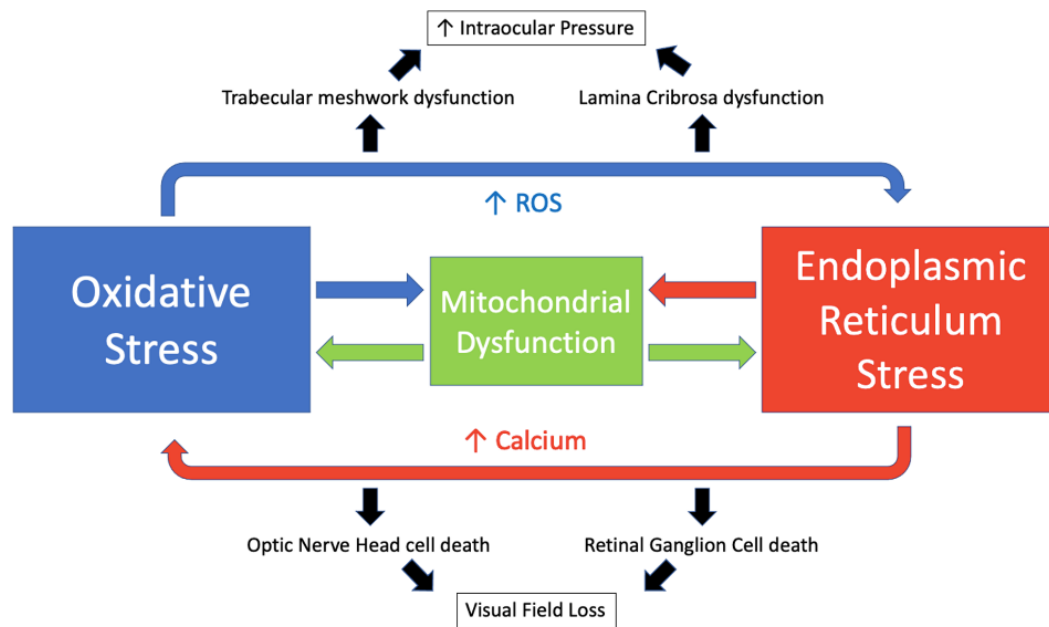 ↑ Intraocular Pressure
Trabecular meshwork dysfunction
Lamina Cribrosa dysfunction
↑ ROS
Oxidative
Stress
Mitochondrial
Dysfunction
Endoplasmic
Reticulum
Stress
↑ Calcium
Optic Nerve Head cell death
Retinal Ganglion Cell death
Visual Field Loss